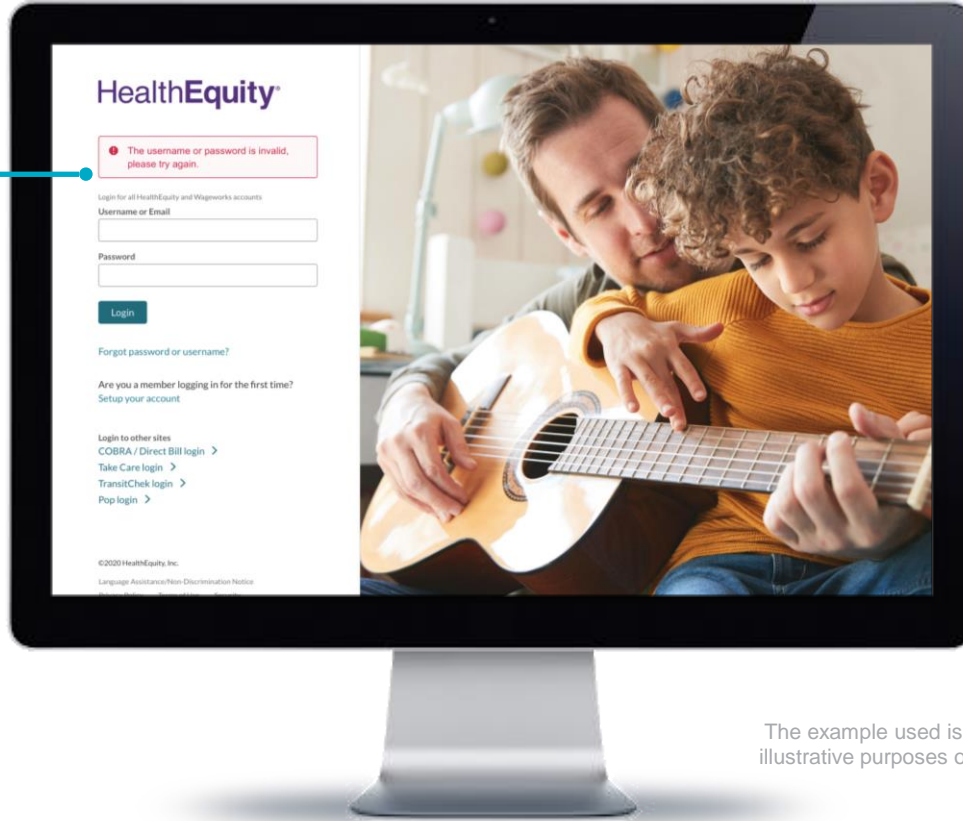 HealthEquity
The username or password is invalid,
please try again.
Login for all HealthEquity and Wageworks accounts
Username or Email
Password
Login
Forgot password or username?
Are you a member logging in for the first time?
Setup your account
Login to other sites
COBRA / Direct Bill login >
Take Care login >
TransitChek login >
Pop login >
©2020 HealthEquity, Inc.
Language Assistance/Non-Discrimination Notice
The example used is
illustrative purposes